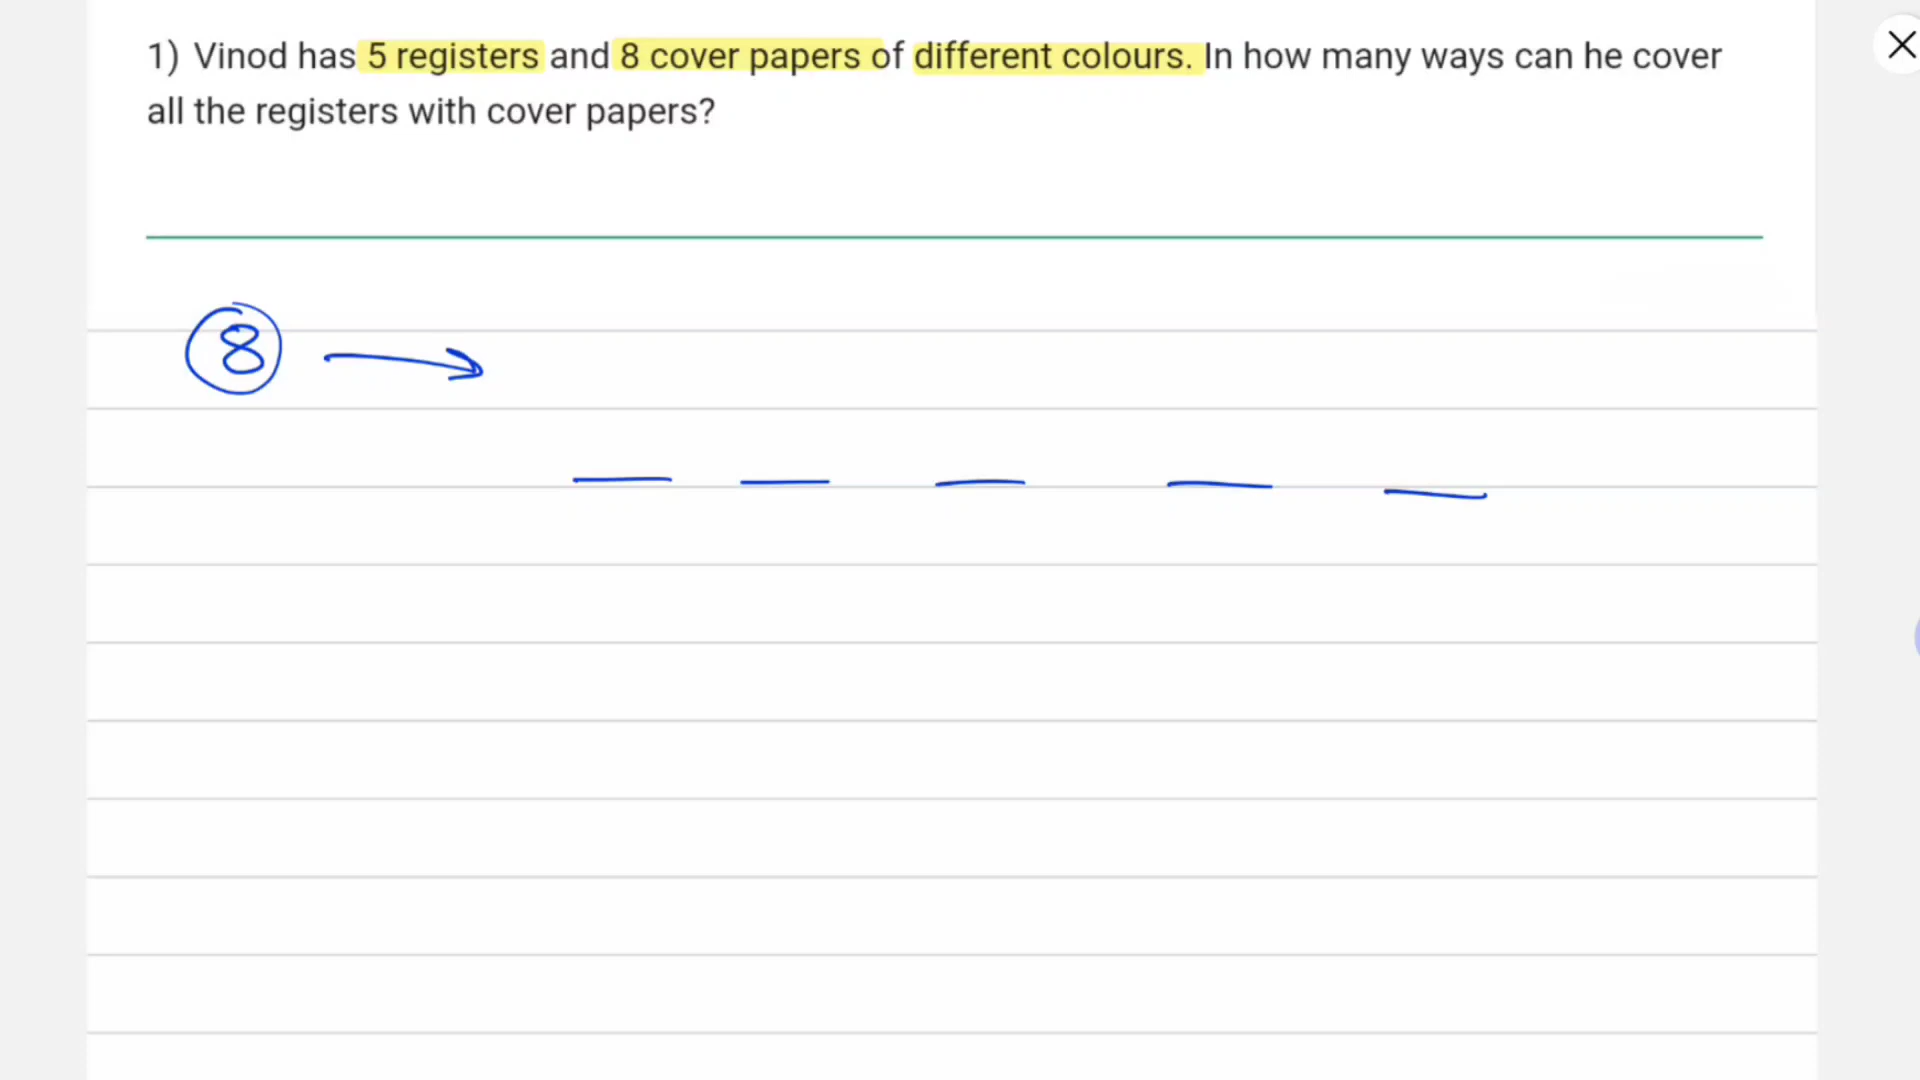 1) Vinod has 5 registers and 8 cover papers of different colours. In how many ways can he cover
all the registers with cover papers?
8